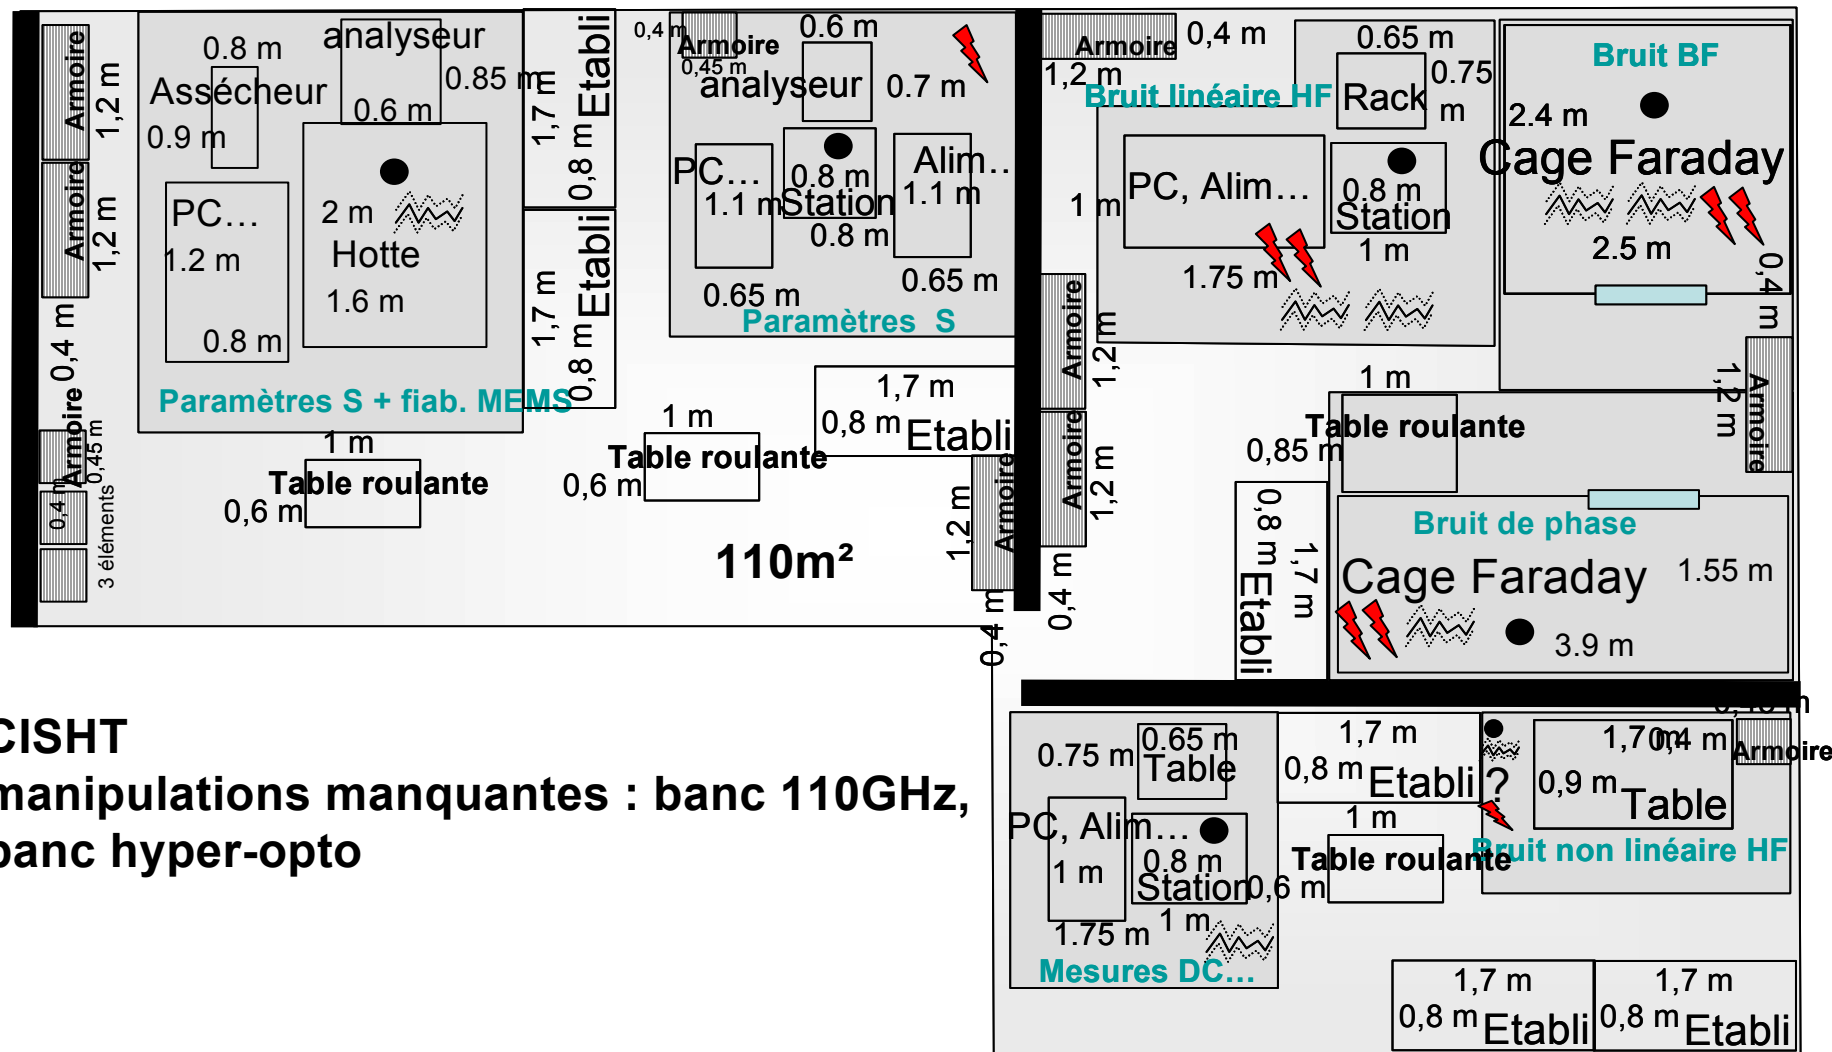 Armoire
1,2 m
Armoire
1,2 m
0,4 m
Armoire
0,45 m
0,4 m
3 éléments
0.8 m
Assécheur
0.9 m
analyseur
0.85 m
0.6 m
PC...
1.2 m
0.8 m
2 m
Hotte
1.6 m
Paramètres S + fiab. MEMS
1,7 m
0,8 m
Etabli
1,7 m
0,8 m
Etabli
1 m
Table roulante
0,6 m
0,4 m
Armoire
0,45 m
0.6 m
analyseur
0.7 m
PC...
1.1 m
0.65 m
0.8 m
Station
0.8 m
Alim...
1.1 m
0.65 m
Paramètres S
1 m
Table roulante
0,6 m
1,7 m
0,8 m
Etabli
1,2 m
Armoire
0,4 m
110m²
Armoire
0,4 m
1,2 m
Bruit linéaire HF
0.65 m
Rack
0.75
m
PC, Alim...
1 m
1.75 m
0.8 m
Station
1 m
Armoire
1,2 m
Armoire
1,2 m
0,4 m
Bruit BF
2.4 m
Cage Faraday
2.5 m
0,4 m
1,2 m
Armoire
1 m
Table roulante
0,85 m
0,8 m
1,7 m
Etabli
Bruit de phase
Cage Faraday
1.55 m
3.9 m
CISHT
manipulations manquantes : banc 110GHz,
banc hyper-opto
0.75 m
0.65 m
Table
PC, Alim...
1 m
1.75 m
0.8 m
Station
1 m
Mesures DC...
1,7 m
0,8 m
Etabli
1 m
Table roulante
0,6 m
?
1,7 m
0,9 m
Table
0,45 m
0,4 m
Armoire
Bruit non linéaire HF
1,7 m
0,8 m
Etabli
1,7 m
0,8 m
Etabli